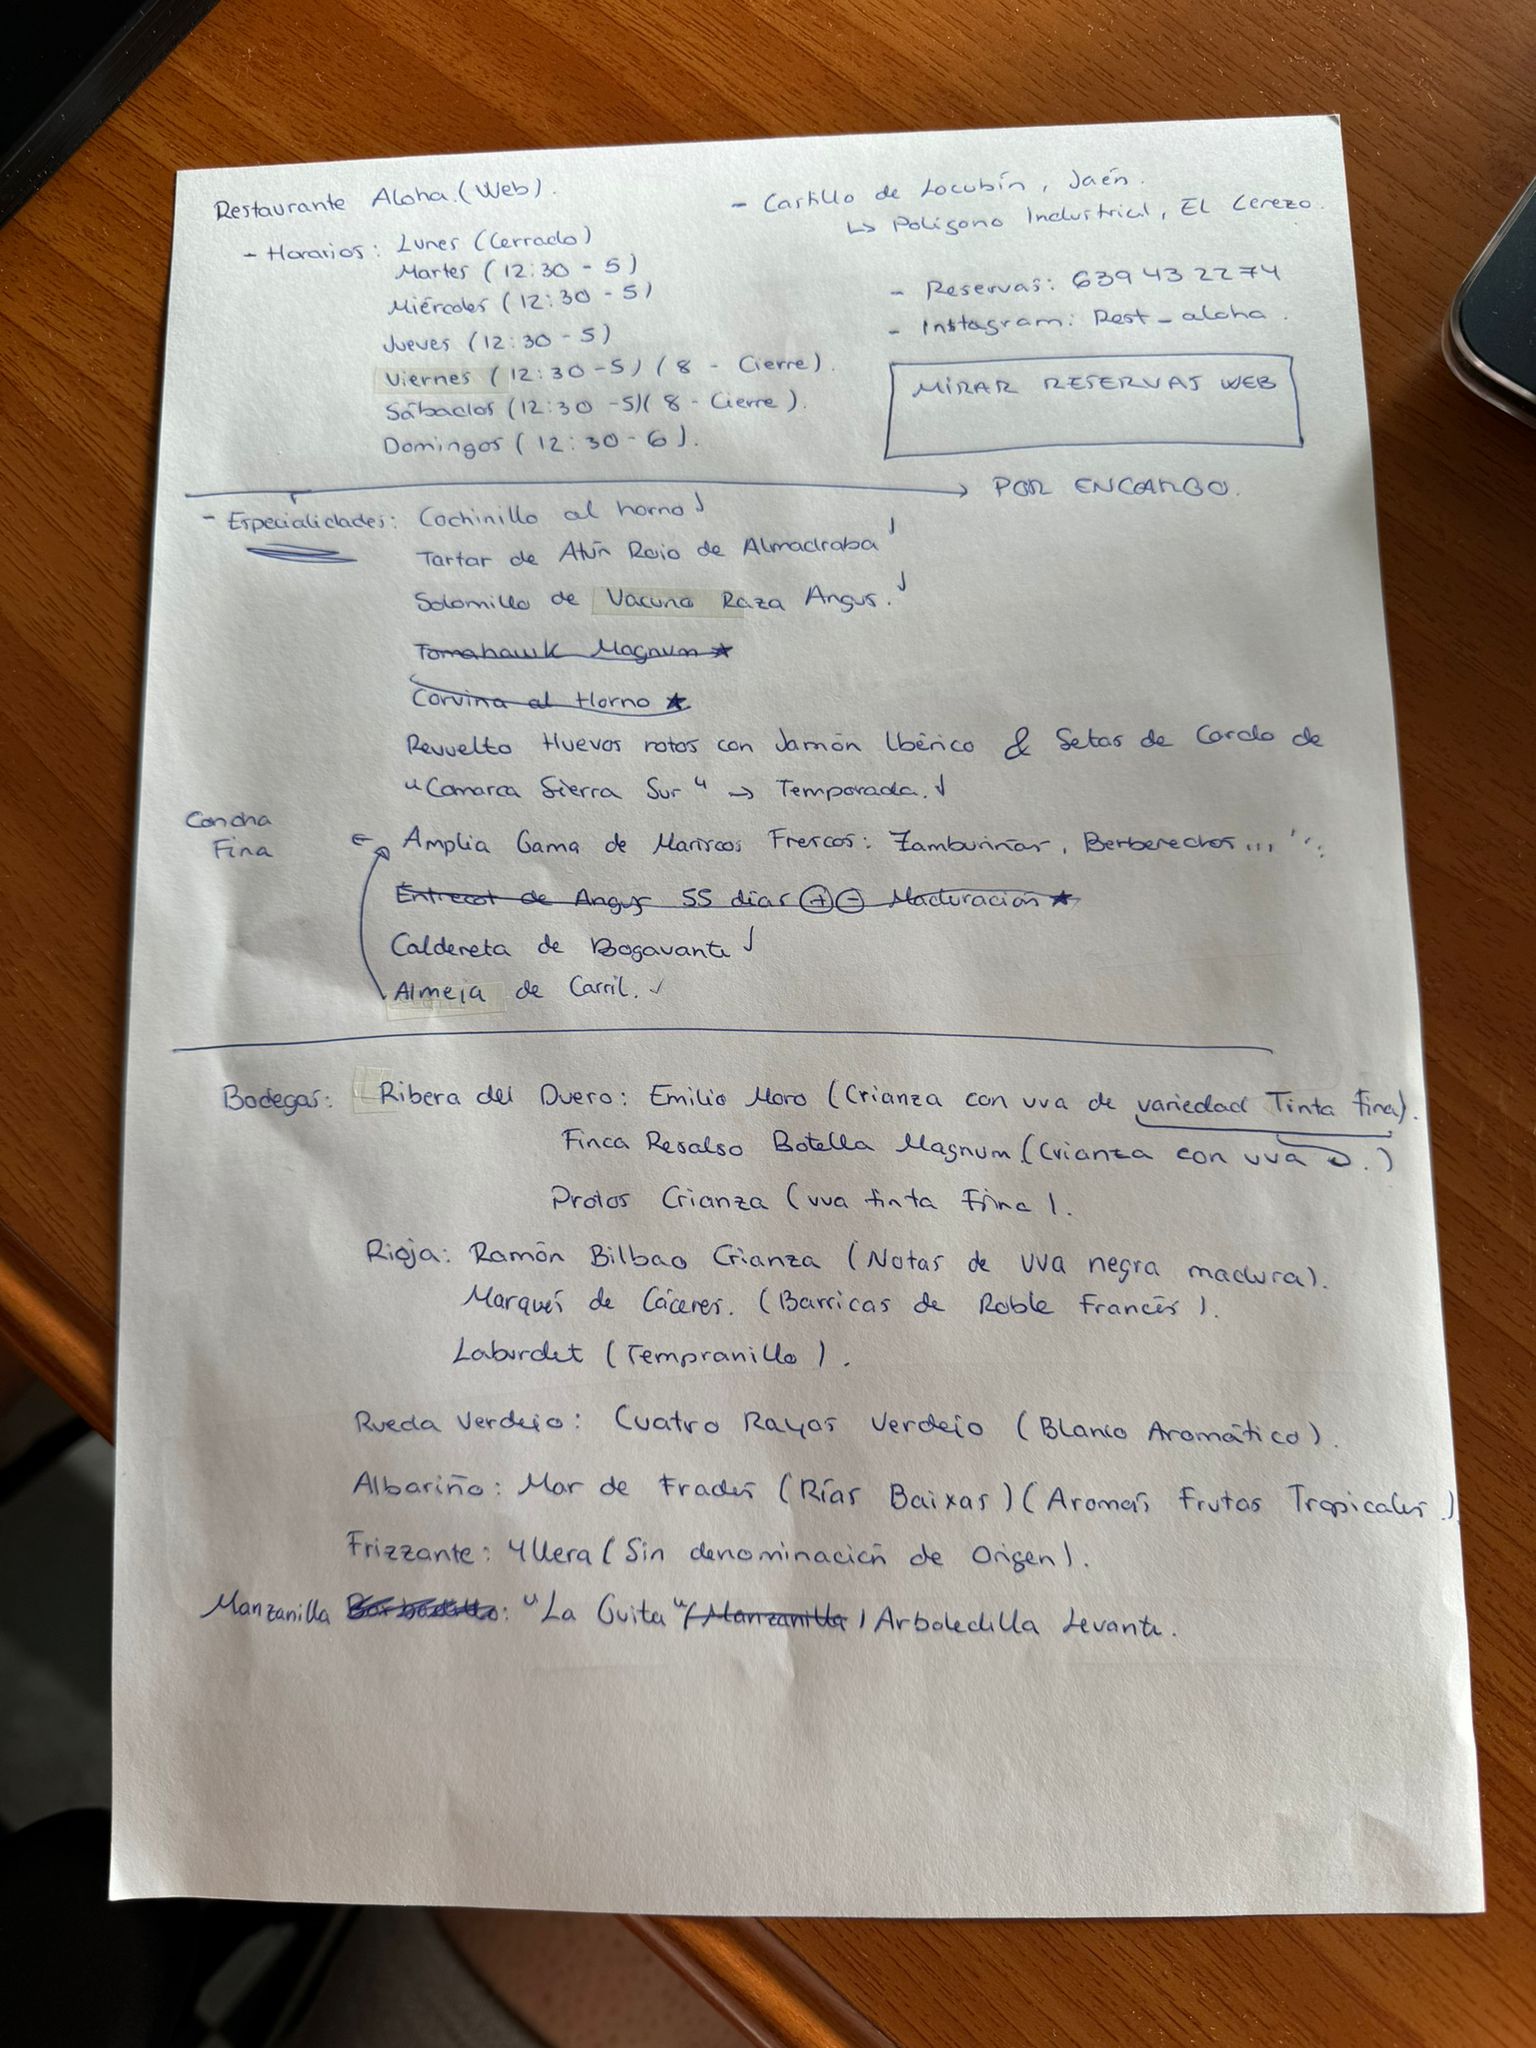 Restaurante Aloha. (Web).
- Castillo de Locubín, Jaén.
↳ Polígono Industrial, El Cerezo.
- Horarios: Lunes (Cerrado)
Martes (12:30 - 5)
Miércoles (12:30 - 5)
Jueves (12:30 - 5)
Viernes (12:30 - 5) (8 - Cierre).
Sábados (12:30 - 5) (8 - Cierre).
Domingos (12:30 - 6).
- Reservas: 639 43 22 74
- Instagram: Rest_aloha.
MIRAR RESERVAS WEB
→ POR ENCARGO.
- Especialidades: Cochinillo al horno ✓
Tartar de Atún Rojo de Almadraba ✓
Solomillo de Vacuno Raza Angus. ✓
Tomahawk Magnum ★
Corvina al Horno ★
Revuelto Huevos rotos con Jamón Ibérico & Setas de Cardo de
"Comarca Sierra Sur" → Temporada. ✓
Concha
Fina
← Amplia Gama de Mariscos Frescos: Zamburiñas, Berberechos...
Entrecot de Angus 55 días ⊕⊖ Maduración ★
Caldereta de Bogavante ✓
Almeja de Carril. ✓
Bodegas: Ribera del Duero: Emilio Moro (Crianza con uva de variedad Tinta Fina).
Finca Resalso Botella Magnum (Crianza con uva .)
Protos Crianza (uva tinta Fina).
Rioja: Ramón Bilbao Crianza (Notas de uva negra madura).
Marqués de Cáceres. (Barricas de Roble Francés).
Labordet (Tempranillo).
Rueda Verdejo: Cuatro Rayas Verdejo (Blanco Aromático).
Albariño: Mar de Frades (Rías Baixas) (Aromas Frutas Tropicales).
Frizzante: Yllera (Sin denominación de Origen).
Manzanilla : "La Guita" (Manzanilla) Arboledilla Levante.